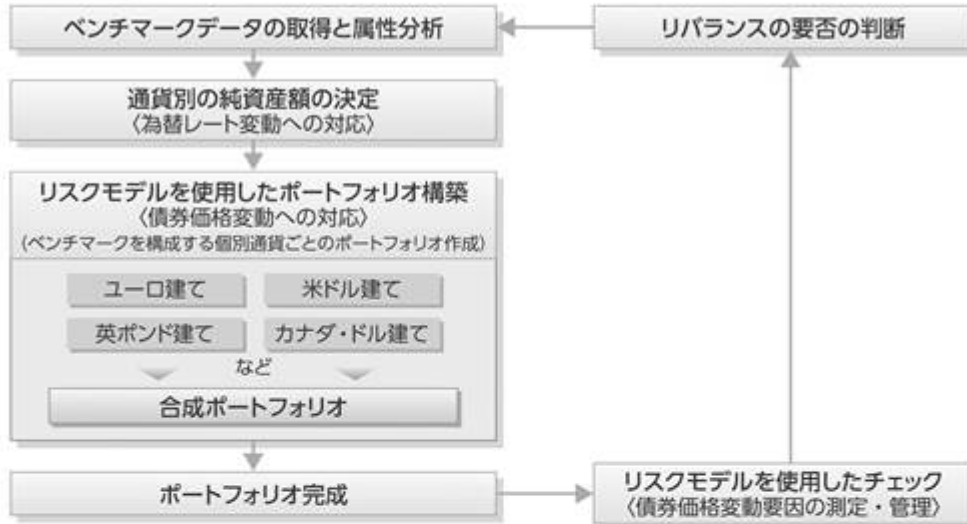 ベンチマークデータの取得と属性分析
リバランスの要否の判断
通貨別の純資産額の決定
〈為替レート変動への対応〉
リスクモデルを使用したポートフォリオ構築
〈債券価格変動への対応〉
(ベンチマークを構成する個別通貨ごとのポートフォリオ作成)
ユーロ建て
米ドル建て
英ポンド建て
カナダ・ドル建て
など
合成ポートフォリオ
ポートフォリオ完成
リスクモデルを使用したチェック
〈債券価格変動要因の測定・管理〉